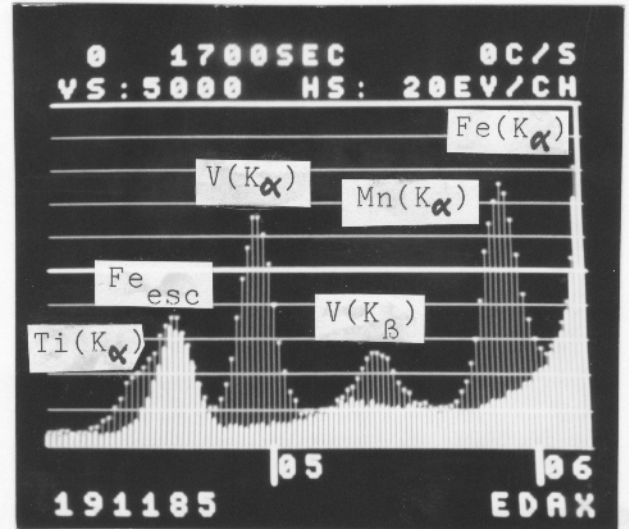 0 1700SEC 0C/S
VS:5000 HS: 20EV/CH
Fe(Kα)
V(Kα)
Mn(Kα)
Fe esc
V(Kβ)
Ti(Kα)
05 06
191185 EDAX